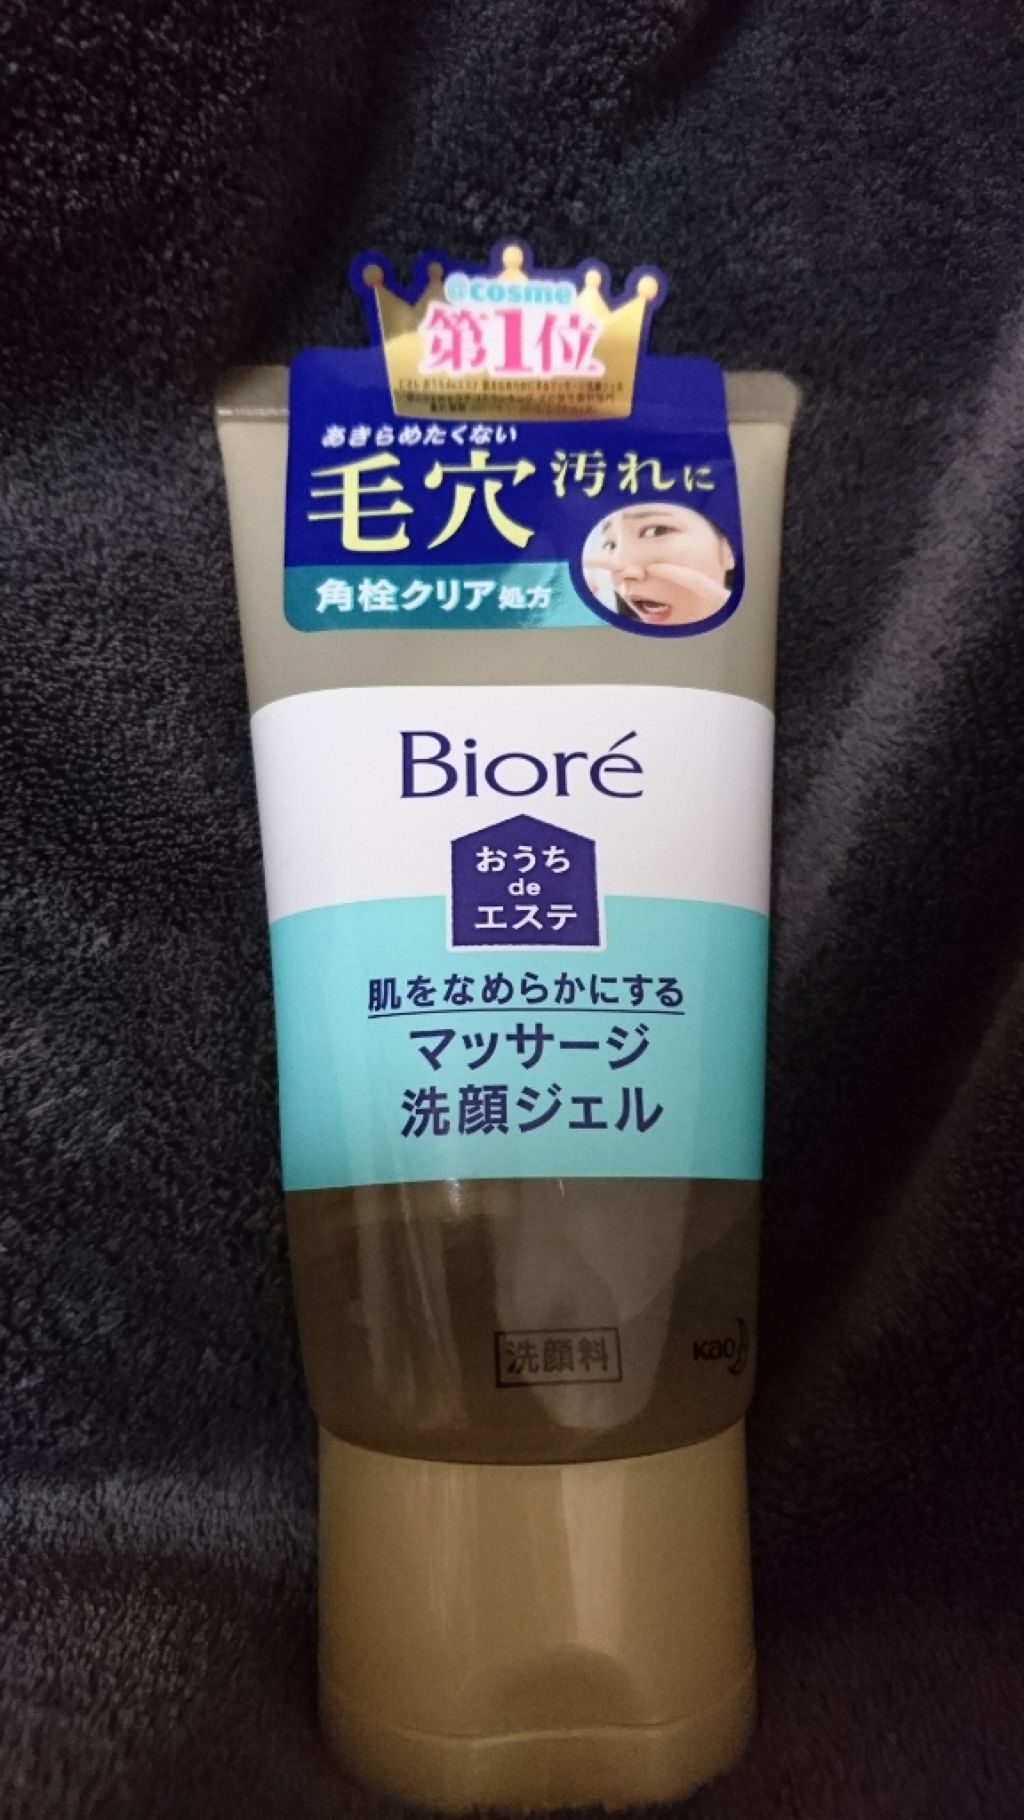 @cosme
第1位
あきらめたくない
毛穴汚れに
角栓クリア処方
Bioré
おうち
de
エステ
肌をなめらかにする
マッサージ
洗顔ジェル
洗顔料
kao